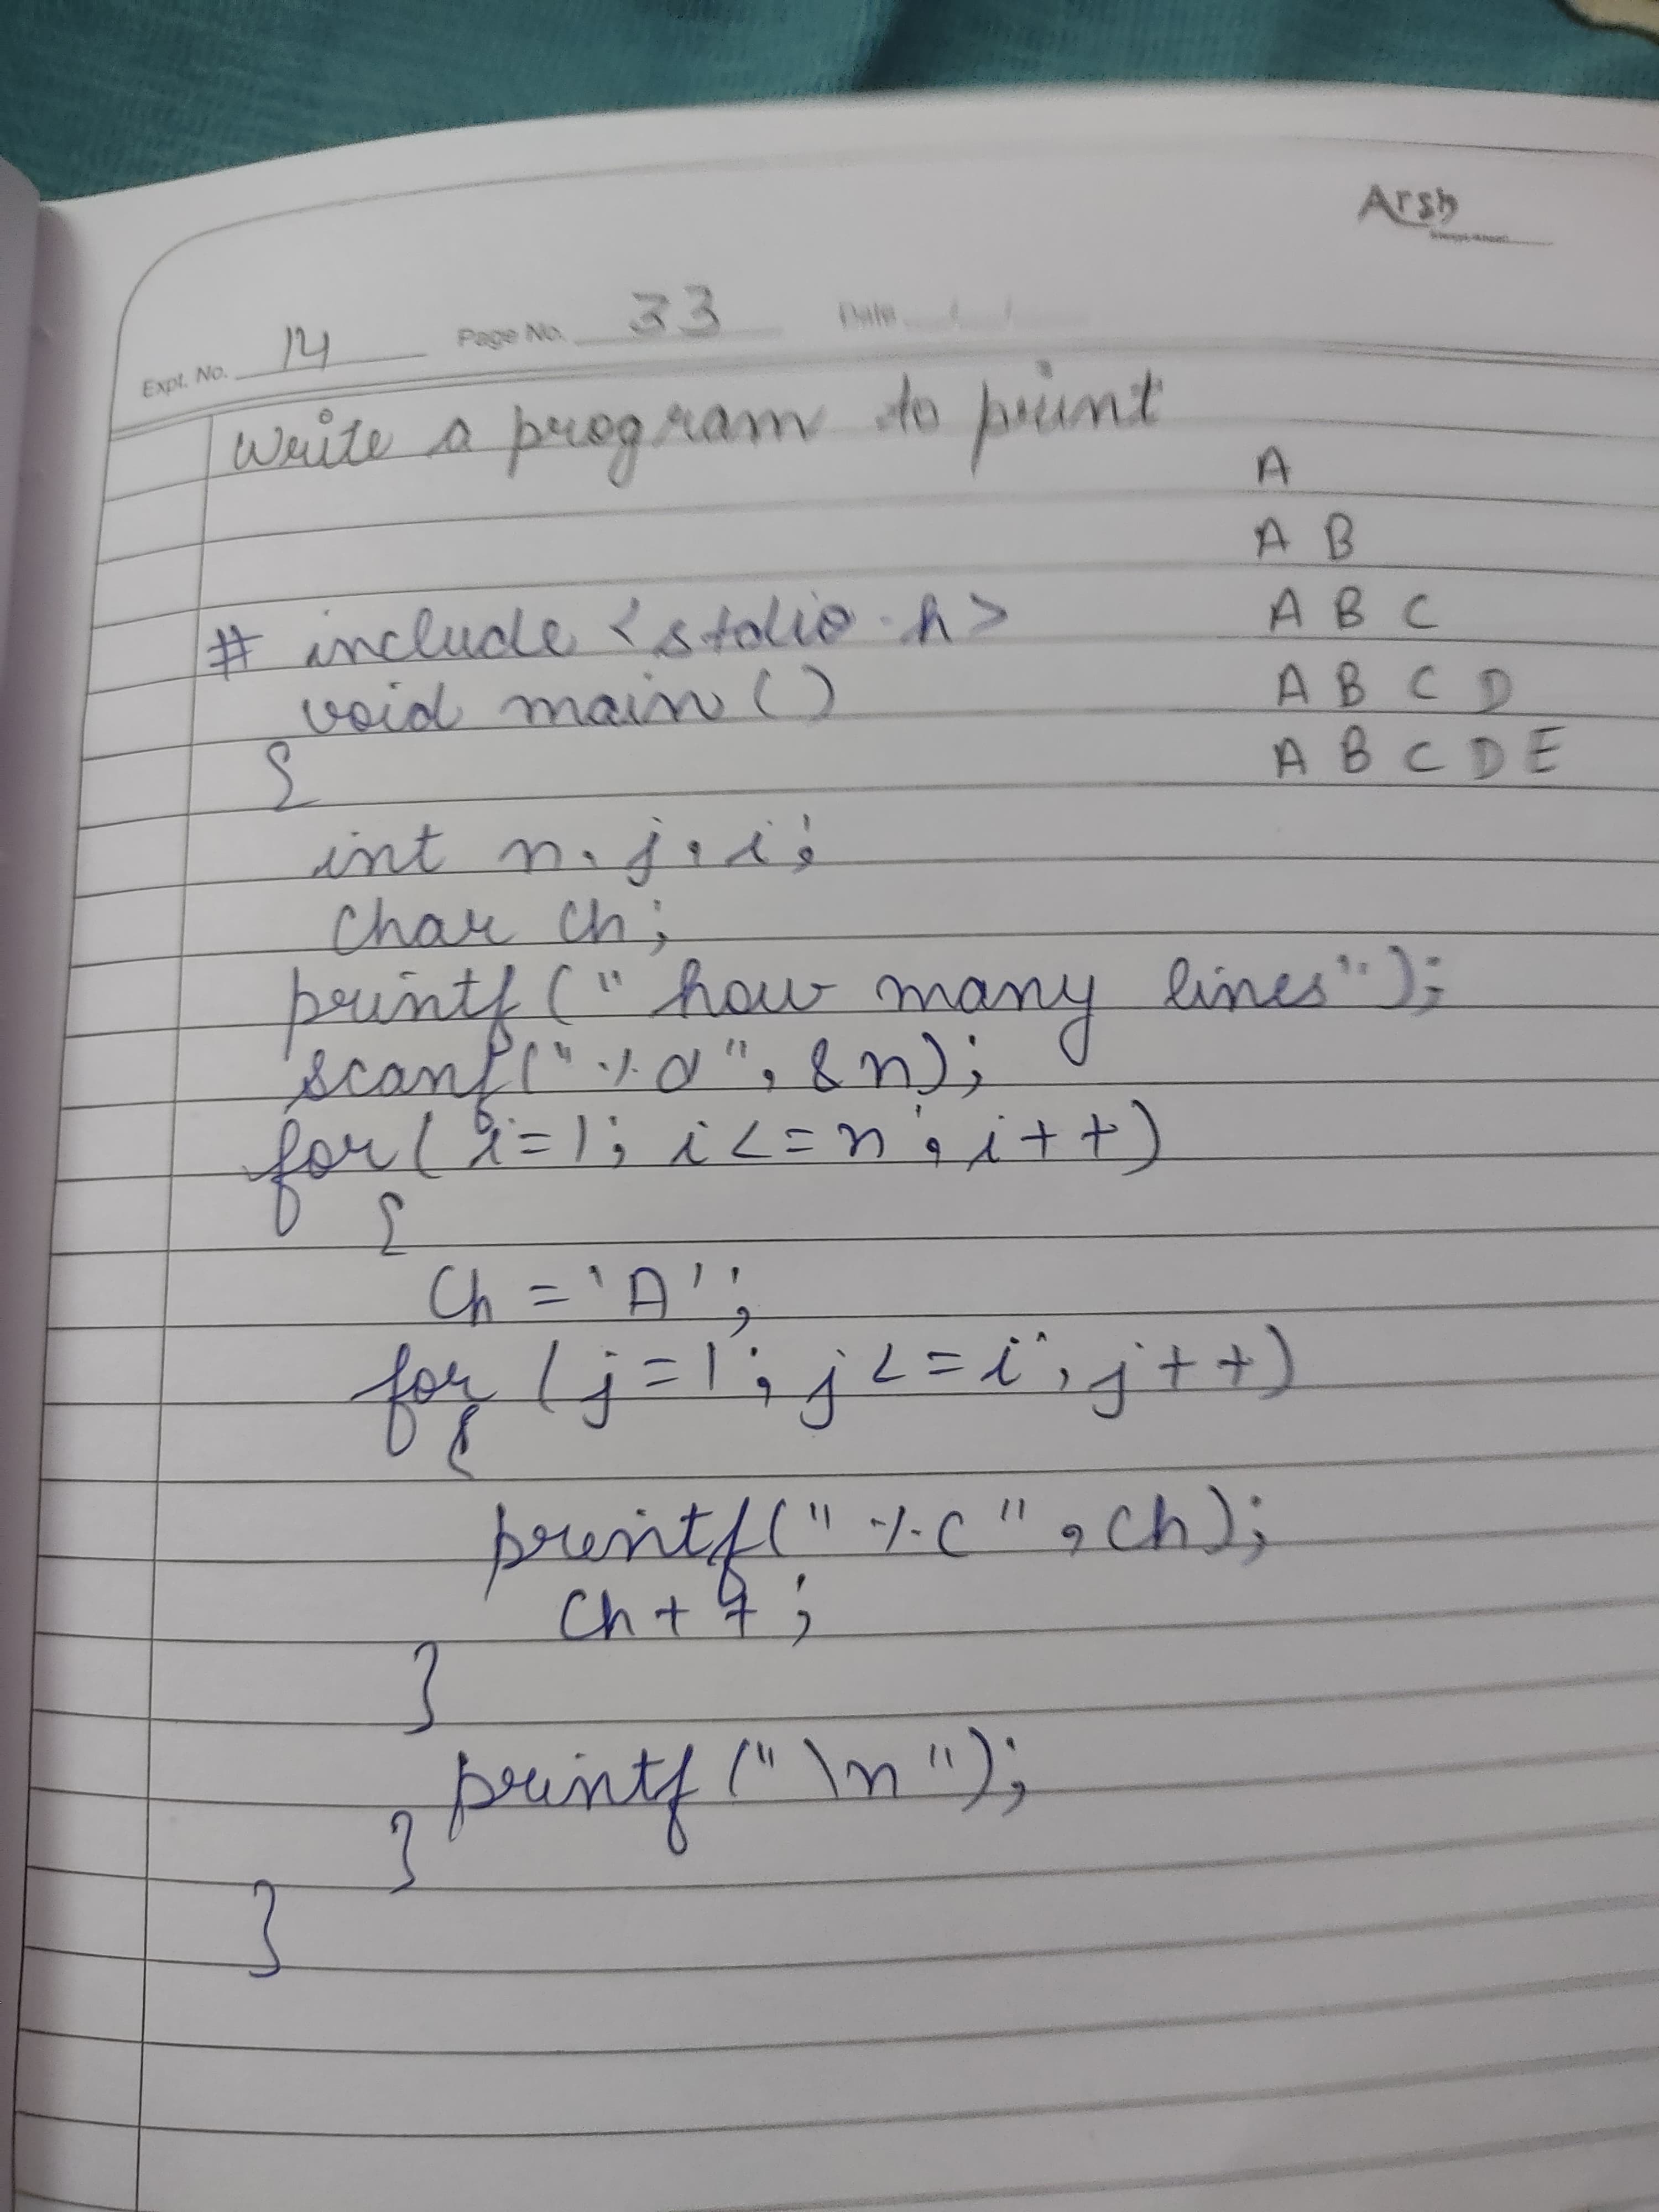 Arsh
Expt. No. 14 Page No. 33 Date
Write a program to print
A
A B
# include <stdio.h>
A B C
void main ()
A B C D
{
A B C D E
int n, j, i;
char ch;
printf (" how many lines");
scanf (" %d ", &n);
for ( i=1; i<=n; i++)
{
Ch = 'A';
for (j=1; j<=i; j++)
{
printf(" %c ", ch);
Ch++;
}
printf (" \n ");
}
}